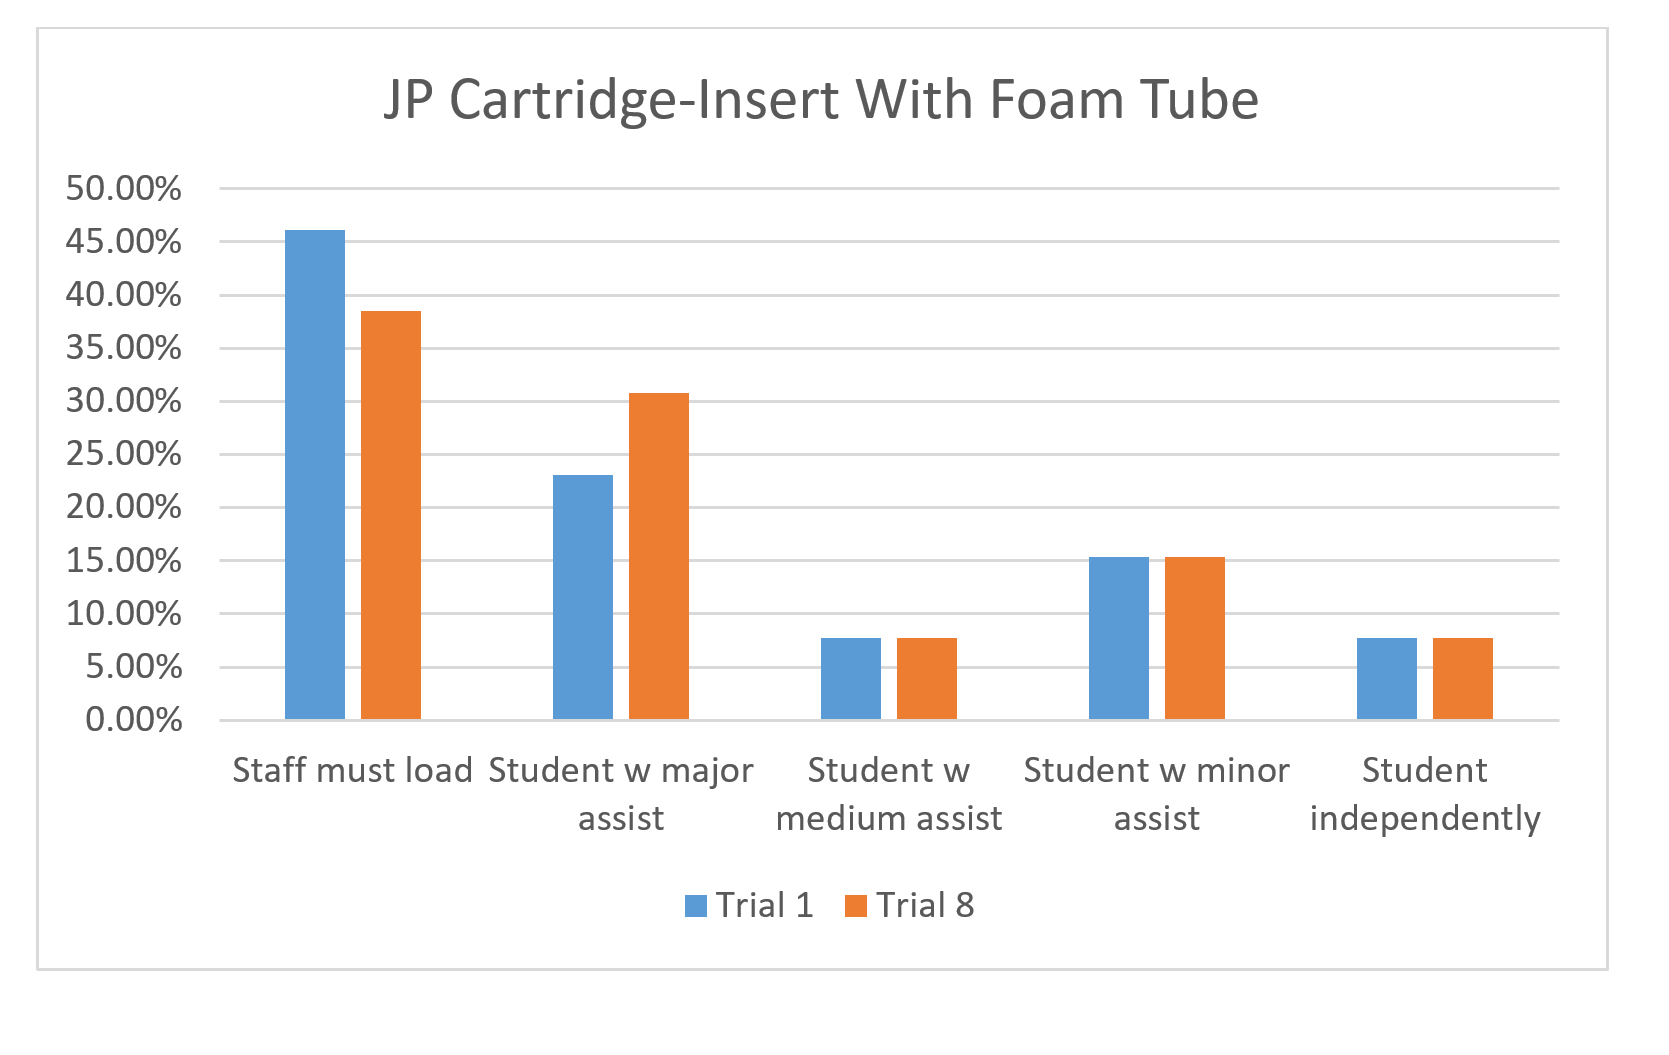 JP Cartridge-Insert With Foam Tube
50.00%
45.00%
40.00%
35.00%
30.00%
25.00%
20.00%
15.00%
10.00%
5.00%
0.00%
Staff must load
Student w major
assist
Student w
medium assist
Student w minor
assist
Student
independently
Trial 1
Trial 8